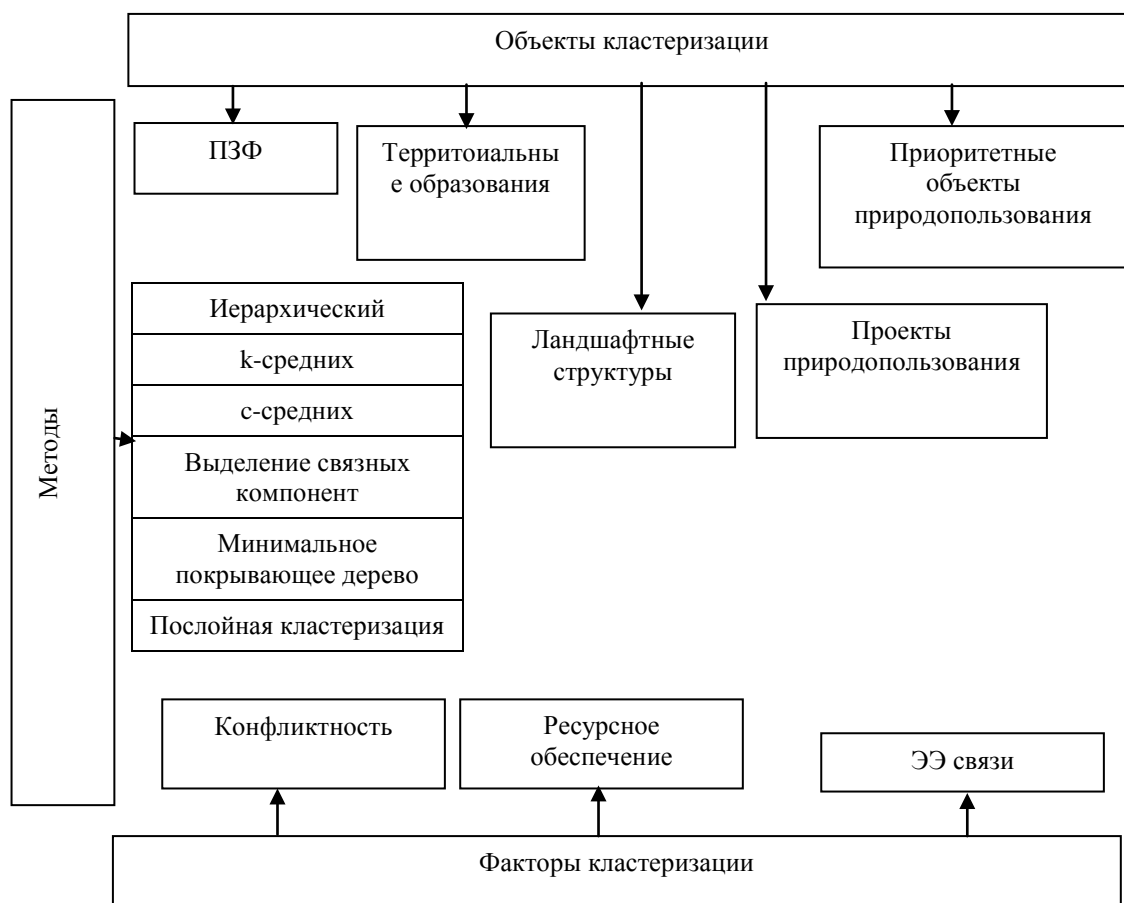 Объекты кластеризации
ПЗФ
Территоиальны
е образования
Приоритетные
объекты
природопользования
Методы
Иерархический
k-средних
c-средних
Выделение связных
компонент
Минимальное
покрывающее дерево
Послойная кластеризация
Ландшафтные
структуры
Проекты
природопользования
Конфликтность
Ресурсное
обеспечение
ЭЭ связи
Факторы кластеризации